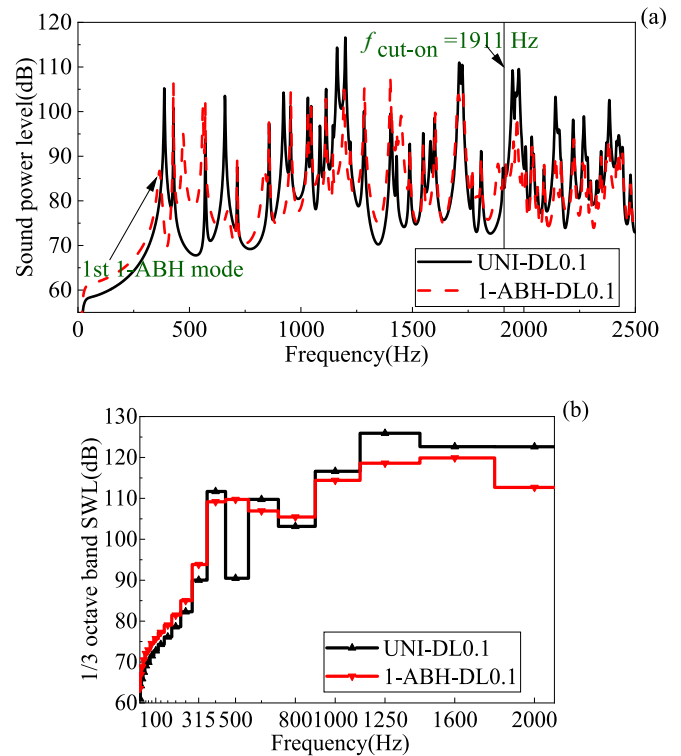 (a)
f cut-on =1911 Hz
120
110
100
90
80
70
60
Sound power level(dB)
1st 1-ABH mode
UNI-DL0.1
1-ABH-DL0.1
0 500 1000 1500 2000 2500
Frequency(Hz)
(b)
130
120
110
100
90
80
70
60
1/3 octave band SWL(dB)
UNI-DL0.1
1-ABH-DL0.1
100 315 500 800 1000 1250 1600 2000
Frequency(Hz)